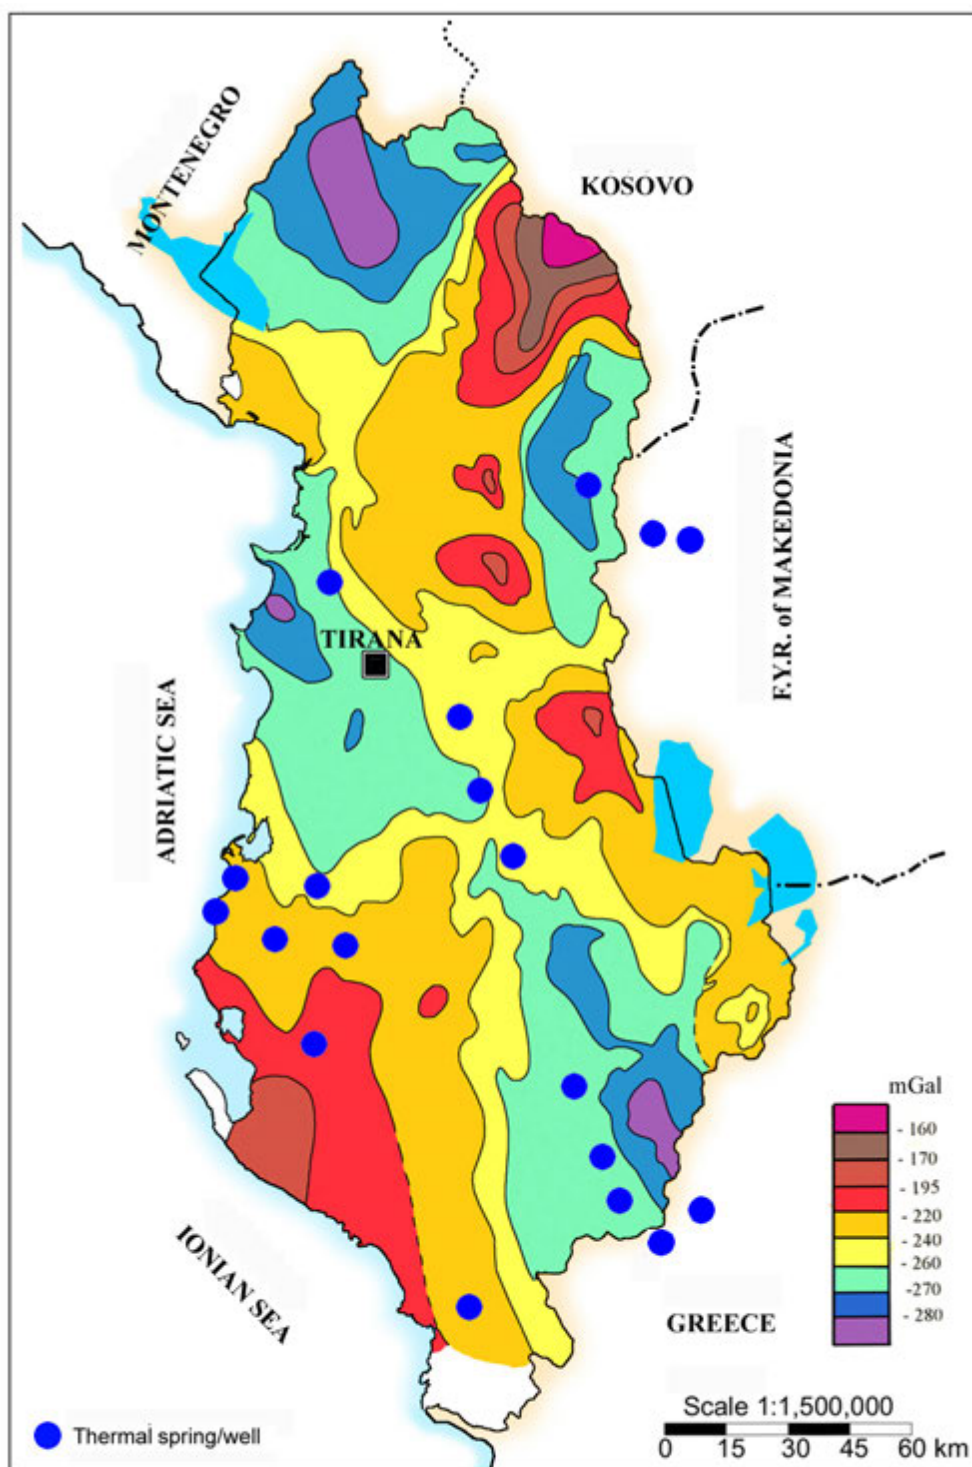 MONTENEGRO
KOSOVO
F.Y.R. of MAKEDONIA
TIRANA
ADRIATIC SEA
mGal
- 160
- 170
- 195
- 220
- 240
- 260
-270
- 280
IONIAN SEA
GREECE
Scale 1:1,500,000
0 15 30 45 60 km
Thermal spring/well